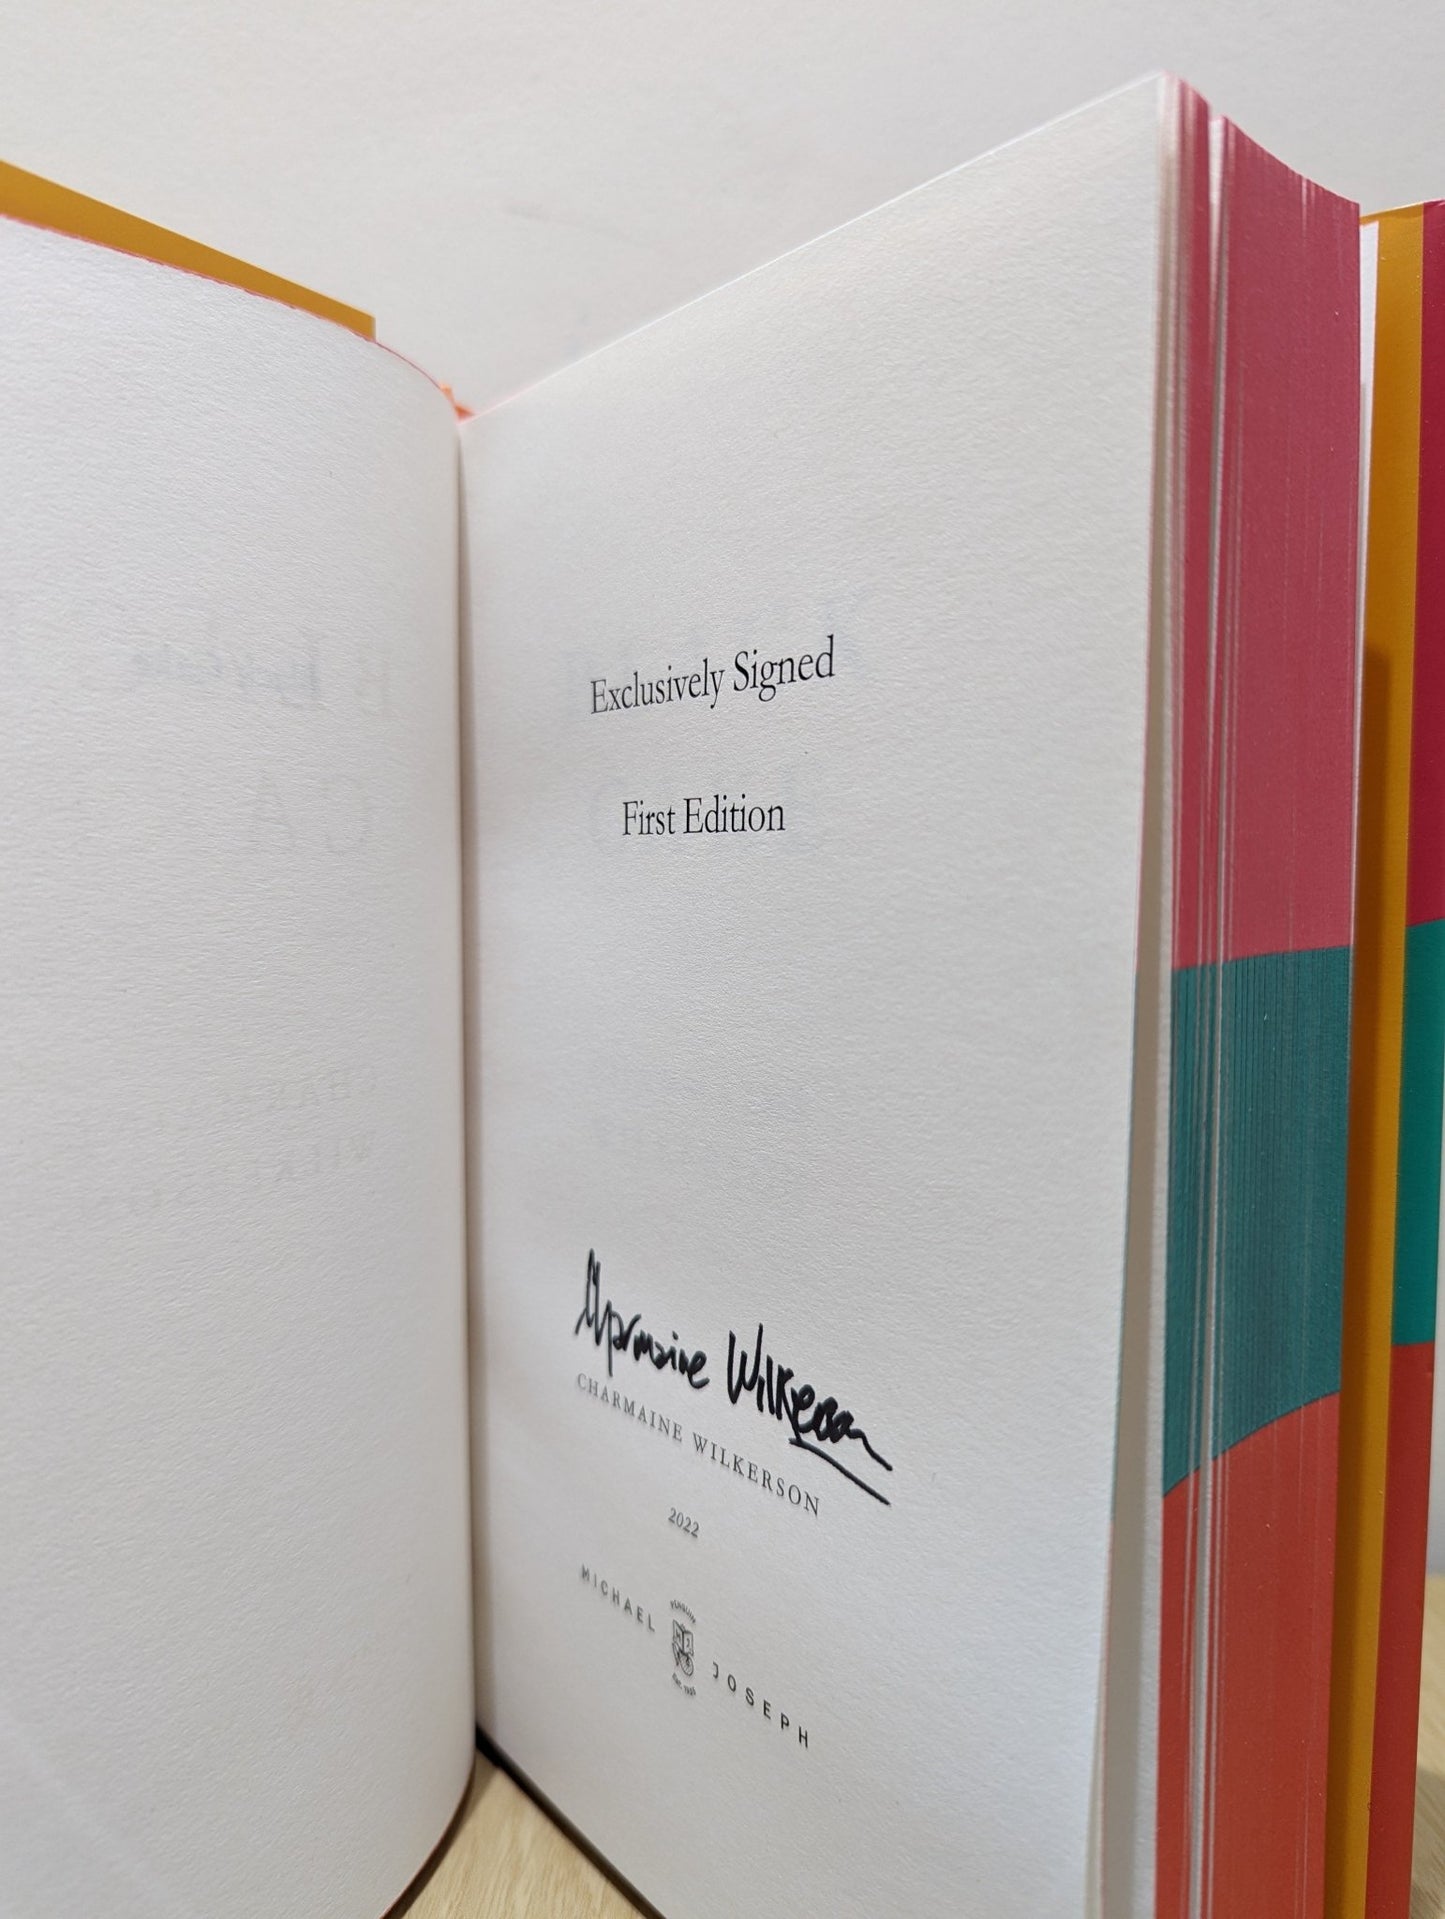 Exclusively Signed
First Edition
Charmaine Wilkerson
CHARMAINE WILKERSON
2022
MICHAEL JOSEPH